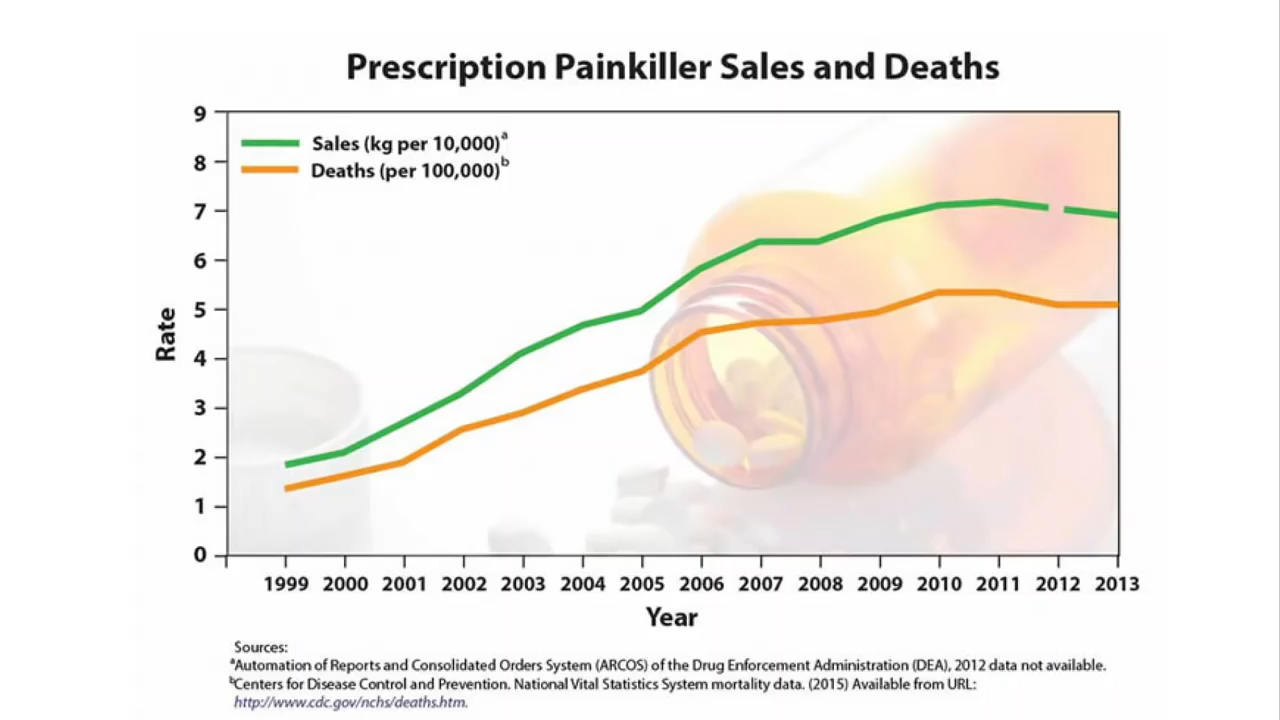 Prescription Painkiller Sales and Deaths
9
8
7
6
5
4
3
2
1
0
Rate
Sales (kg per 10,000)a
Deaths (per 100,000)b
1999 2000 2001 2002 2003 2004 2005 2006 2007 2008 2009 2010 2011 2012 2013
Year
Sources:
aAutomation of Reports and Consolidated Orders System (ARCOS) of the Drug Enforcement Administration (DEA), 2012 data not available.
bCenters for Disease Control and Prevention. National Vital Statistics System mortality data. (2015) Available from URL:
http://www.cdc.gov/nchs/deaths.htm.